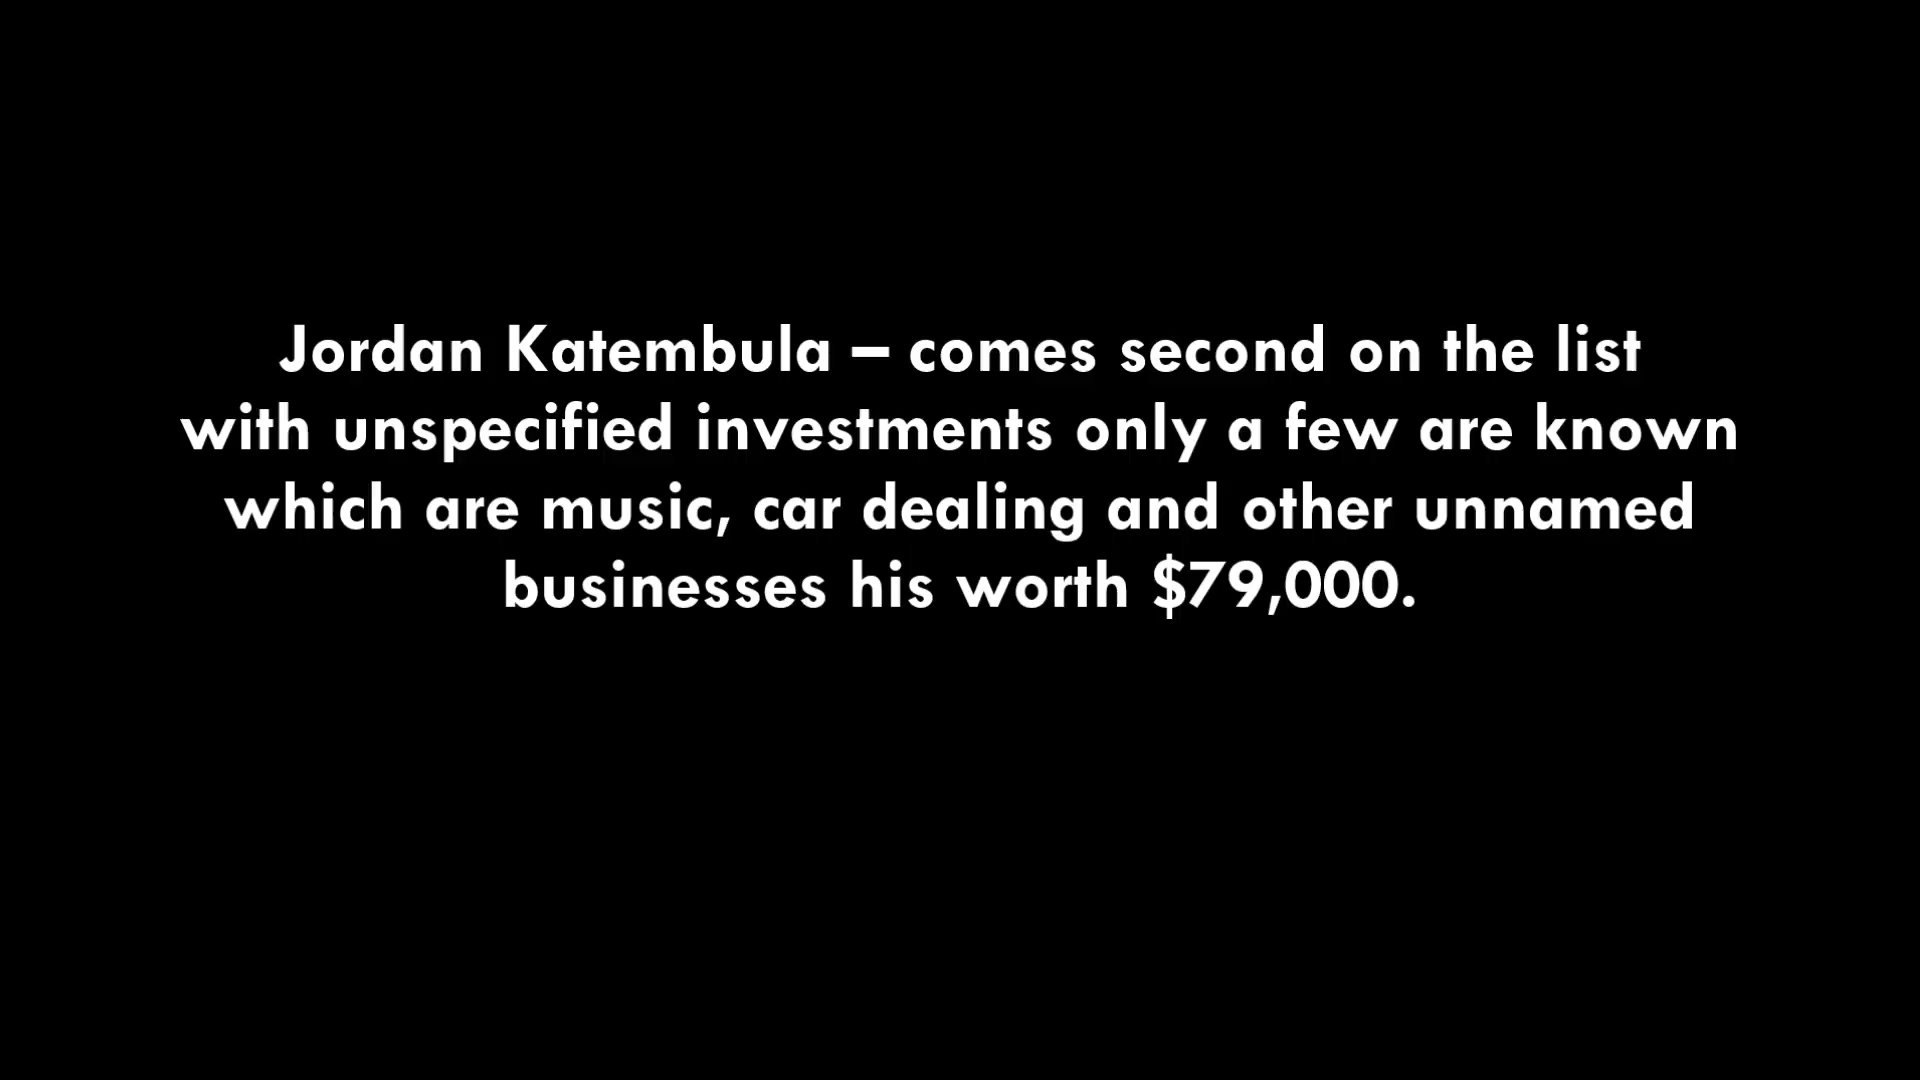 Jordan Katembula – comes second on the list
with unspecified investments only a few are known
which are music, car dealing and other unnamed
businesses his worth $79,000.